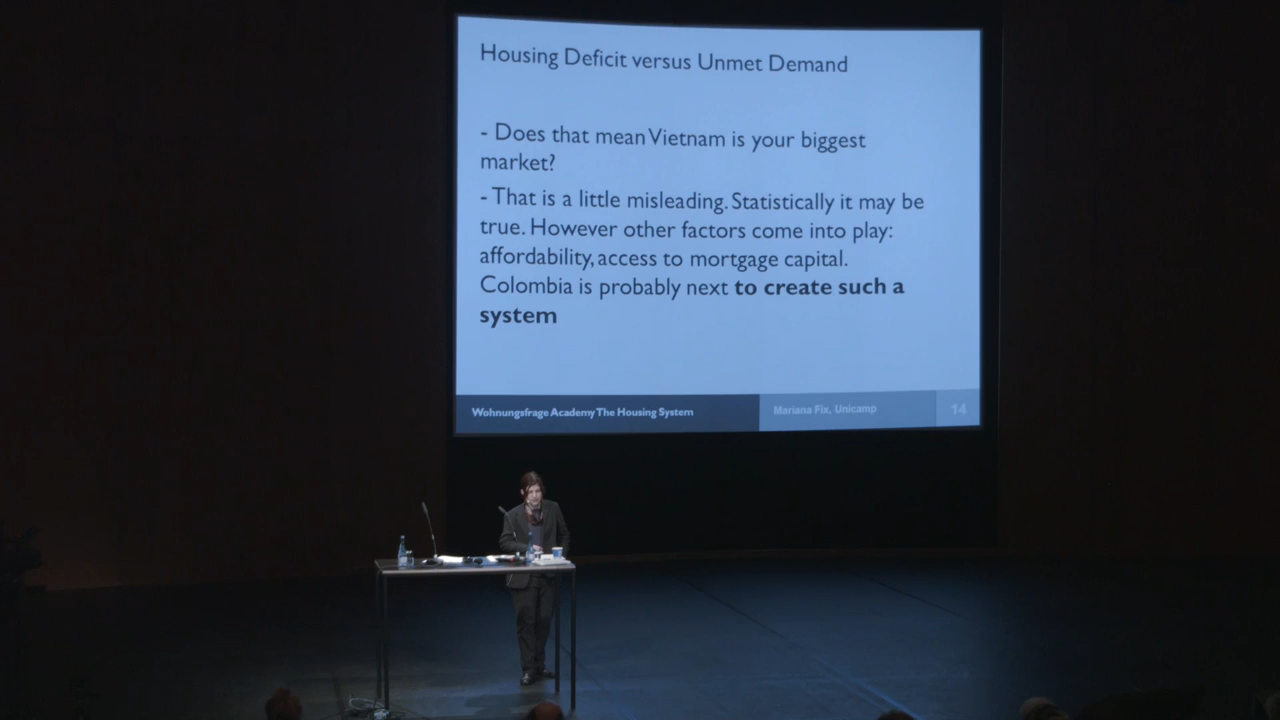 Housing Deficit versus Unmet Demand
- Does that mean Vietnam is your biggest
market?
- That is a little misleading. Statistically it may be
true. However other factors come into play:
affordability, access to mortgage capital.
Colombia is probably next to create such a
system
Wohnungsfrage Academy The Housing System
Mariana Fix, Unicamp
14